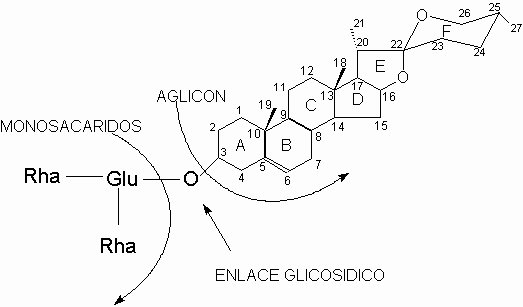 21
O
26
25
27
20
22
F
23
24
E
12
18
17
O
16
11
13
D
AGLICON
C
19
1
9
14
15
MONOSACARIDOS
2
10
8
A
B
3
7
5
6
4
Rha
Glu
O
Rha
ENLACE GLICOSIDICO